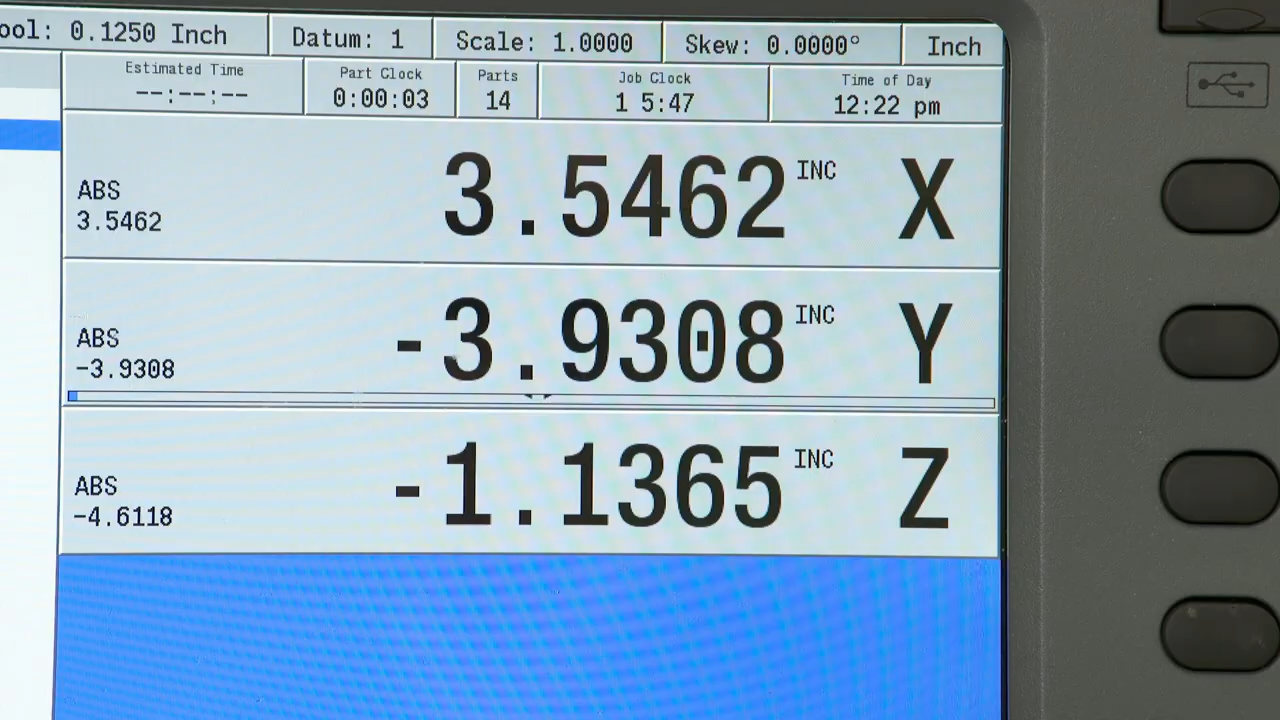 ool: 0.1250 Inch Datum: 1 Scale: 1.0000 Skew: 0.0000° Inch
Estimated Time Part Clock Parts Job Clock Time of Day
--:--:-- 0:00:03 14 1 5:47 12:22 pm
ABS
3.5462
3.5462 INC X
ABS
-3.9308
-3.9308 INC Y
ABS
-4.6118
-1.1365 INC Z